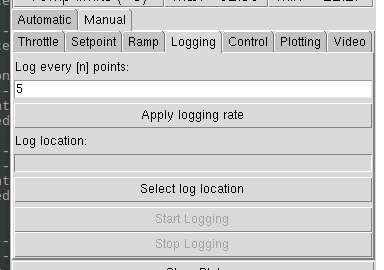 Automatic Manual
Throttle Setpoint Ramp Logging Control Plotting Video
Log every [n] points:
5
Apply logging rate
Log location:
Select log location
Start Logging
Stop Logging